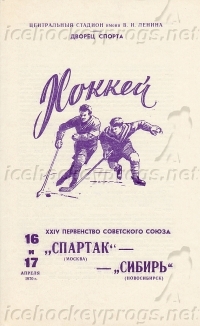 ЦЕНТРАЛЬНЫЙ СТАДИОН имени В. И. ЛЕНИНА
ДВОРЕЦ СПОРТА
Хоккей
icehockeyprogs.net
XXIV ПЕРВЕНСТВО СОВЕТСКОГО СОЮЗА
16 и 17
АПРЕЛЯ
1970 г.
„СПАРТАК" —
(МОСКВА)
— „СИБИРЬ"
(НОВОСИБИРСК)